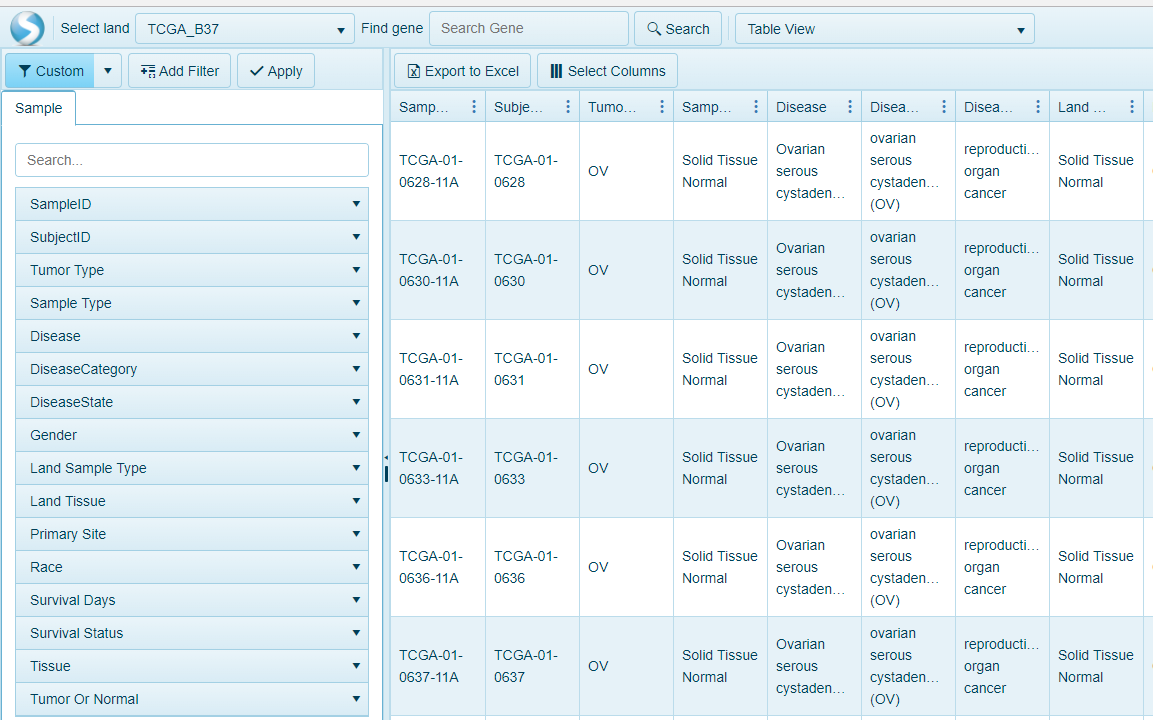 Select land TCGA_B37 Find gene Search Gene Search Table View
Custom Add Filter Apply Export to Excel Select Columns
Sample
Search...
SampleID
SubjectID
Tumor Type
Sample Type
Disease
DiseaseCategory
DiseaseState
Gender
Land Sample Type
Land Tissue
Primary Site
Race
Survival Days
Survival Status
Tissue
Tumor Or Normal
Samp... Subje... Tumo... Samp... Disease Disea... Disea... Land ...
TCGA-01-
0628-11A
TCGA-01-
0628
OV
Solid Tissue
Normal
Ovarian
serous
cystaden...
ovarian
serous
cystaden...
(OV)
reproducti...
organ
cancer
Solid Tissue
Normal
TCGA-01-
0630-11A
TCGA-01-
0630
OV
Solid Tissue
Normal
Ovarian
serous
cystaden...
ovarian
serous
cystaden...
(OV)
reproducti...
organ
cancer
Solid Tissue
Normal
TCGA-01-
0631-11A
TCGA-01-
0631
OV
Solid Tissue
Normal
Ovarian
serous
cystaden...
ovarian
serous
cystaden...
(OV)
reproducti...
organ
cancer
Solid Tissue
Normal
TCGA-01-
0633-11A
TCGA-01-
0633
OV
Solid Tissue
Normal
Ovarian
serous
cystaden...
ovarian
serous
cystaden...
(OV)
reproducti...
organ
cancer
Solid Tissue
Normal
TCGA-01-
0636-11A
TCGA-01-
0636
OV
Solid Tissue
Normal
Ovarian
serous
cystaden...
ovarian
serous
cystaden...
(OV)
reproducti...
organ
cancer
Solid Tissue
Normal
TCGA-01-
0637-11A
TCGA-01-
0637
OV
Solid Tissue
Normal
Ovarian
serous
cystaden...
ovarian
serous
cystaden...
(OV)
reproducti...
organ
cancer
Solid Tissue
Normal